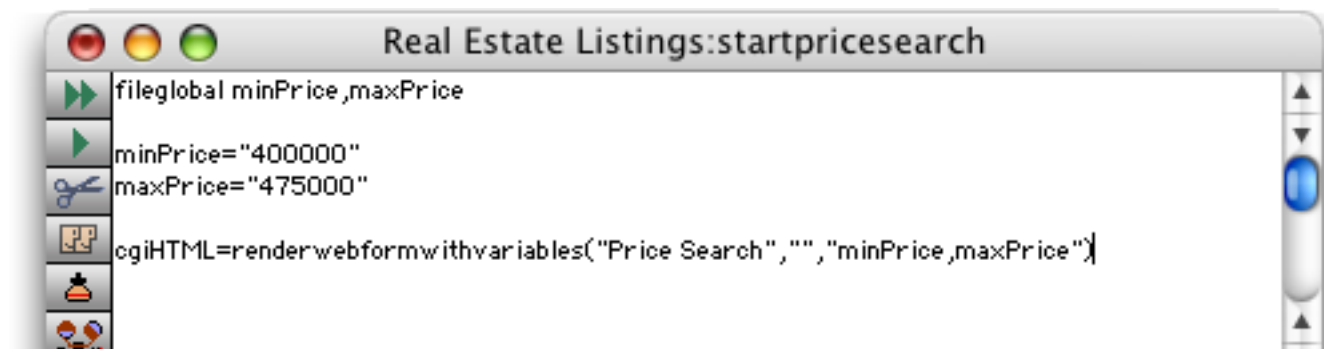 Real Estate Listings:startpricesearch
fileglobal minPrice,maxPrice
minPrice="400000"
maxPrice="475000"
cgiHTML=renderwebformwithvariables("Price Search","","minPrice,maxPrice")